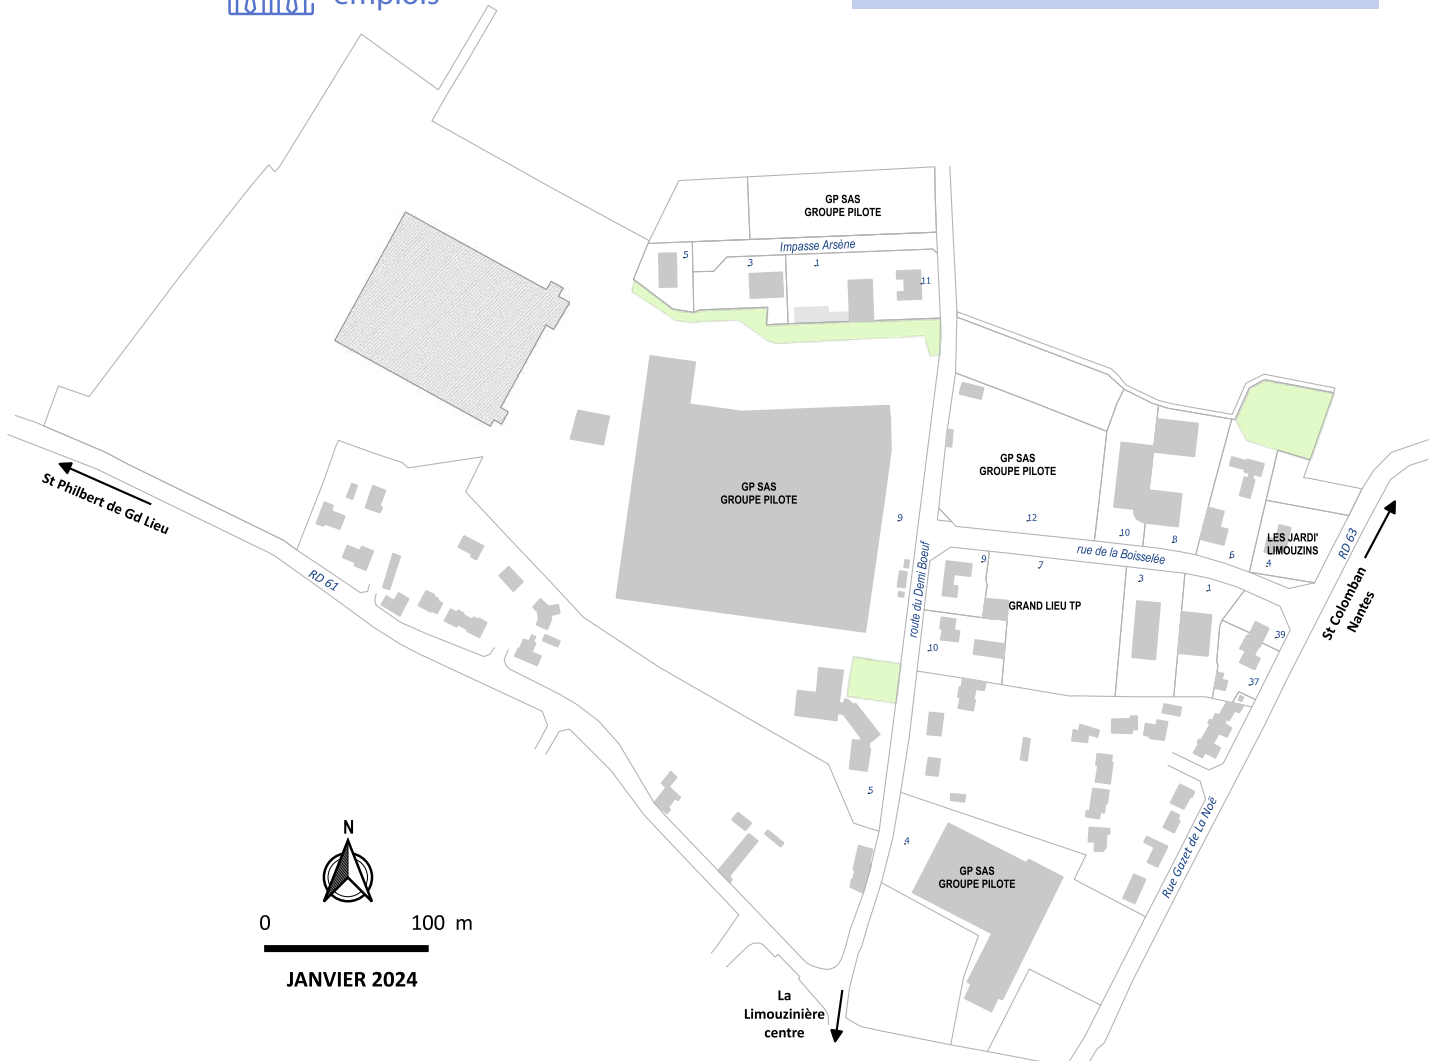 emplois
GP SAS
GROUPE PILOTE
Impasse Arsène
5
3
1
11
GP SAS
GROUPE PILOTE
GP SAS
GROUPE PILOTE
9
12
10
8
6
4
LES JARDI'
LIMOUZINS
RD 63
St Philbert de Gd Lieu
RD 61
route du Demi Boeuf
rue de la Boisselée
9
7
3
1
GRAND LIEU TP
St Colomban
Nantes
39
37
10
5
4
Rue Gazet de La Noë
GP SAS
GROUPE PILOTE
N
0 100 m
JANVIER 2024
La
Limouzinière
centre